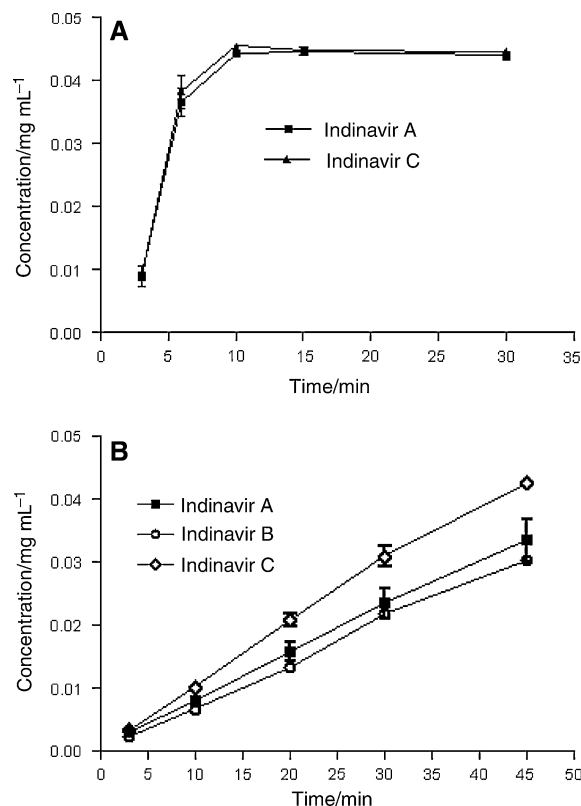 A
Concentration/mg mL⁻¹
0.05
0.04
0.03
0.02
0.01
0.00
Indinavir A
Indinavir C
0 5 10 15 20 25 30 35
Time/min
B
Concentration/mg mL⁻¹
0.05
0.04
0.03
0.02
0.01
0.00
Indinavir A
Indinavir B
Indinavir C
0 5 10 15 20 25 30 35 40 45 50
Time/min